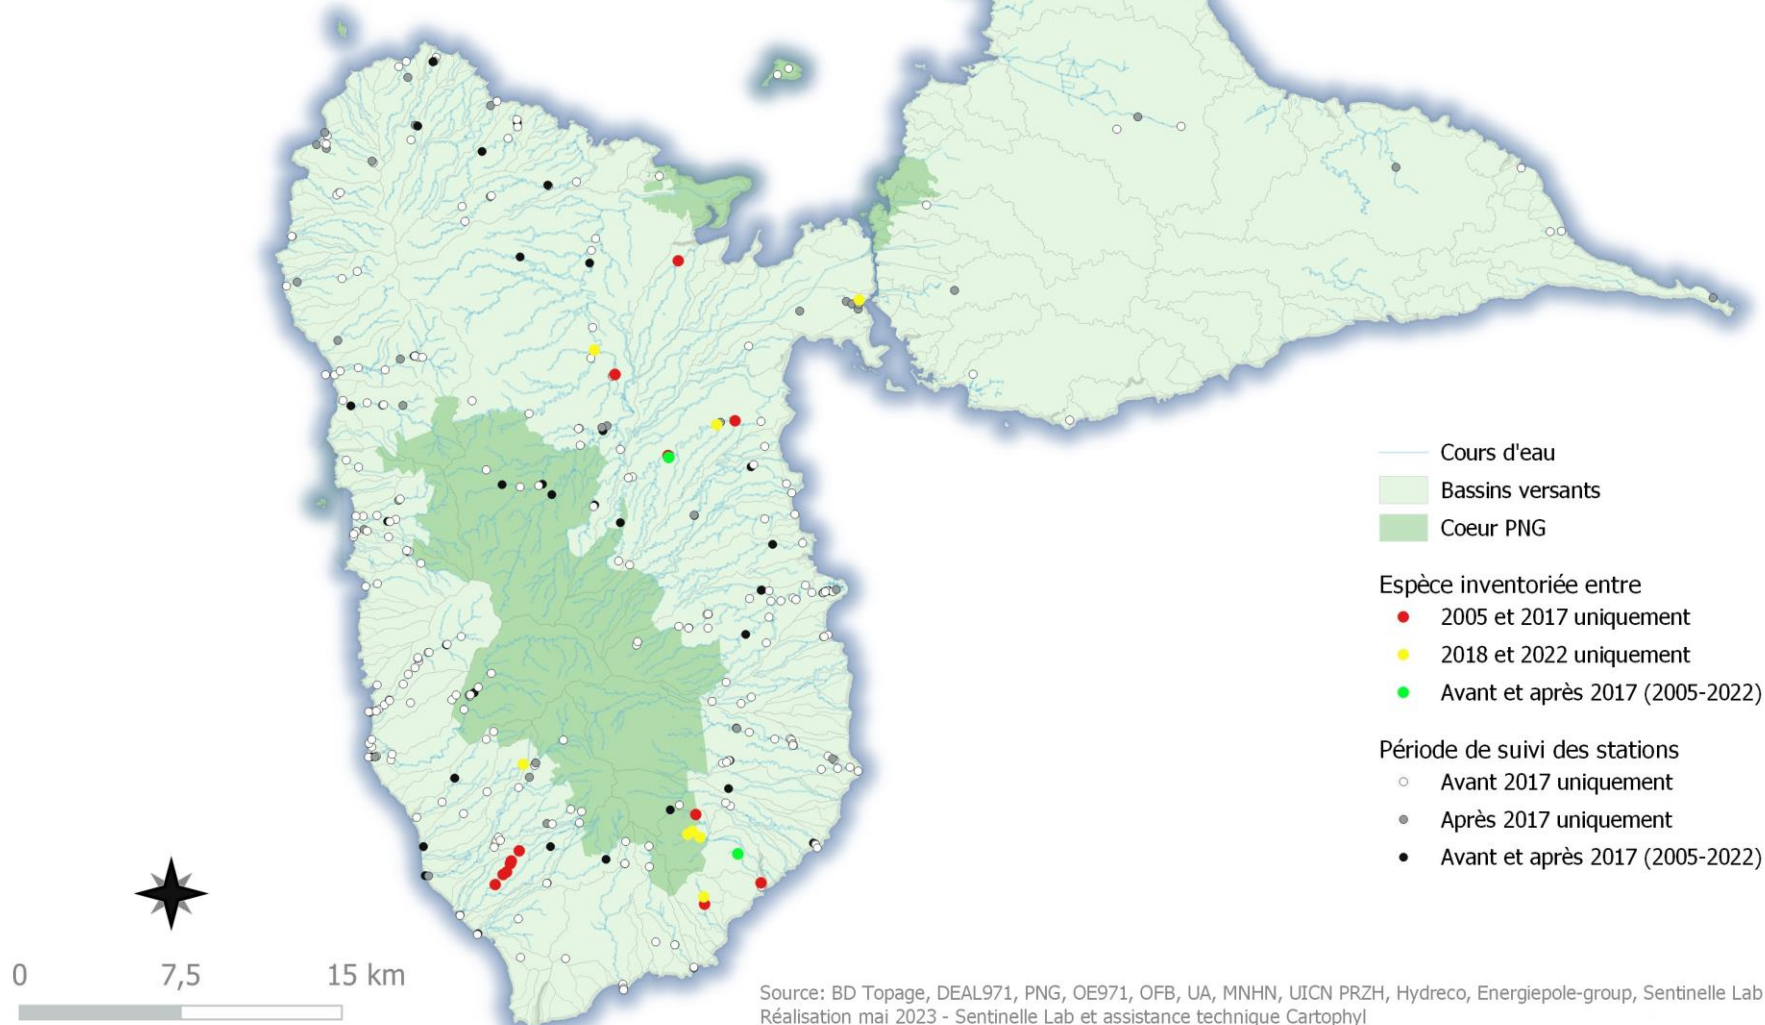 Cours d'eau
Bassins versants
Coeur PNG
Espèce inventoriée entre
2005 et 2017 uniquement
2018 et 2022 uniquement
Avant et après 2017 (2005-2022)
Période de suivi des stations
Avant 2017 uniquement
Après 2017 uniquement
Avant et après 2017 (2005-2022)
0 7,5 15 km
Source: BD Topage, DEAL971, PNG, OE971, OFB, UA, MNHN, UICN PRZH, Hydreco, Energiepole-group, Sentinelle Lab
Réalisation mai 2023 - Sentinelle Lab et assistance technique Cartophyl